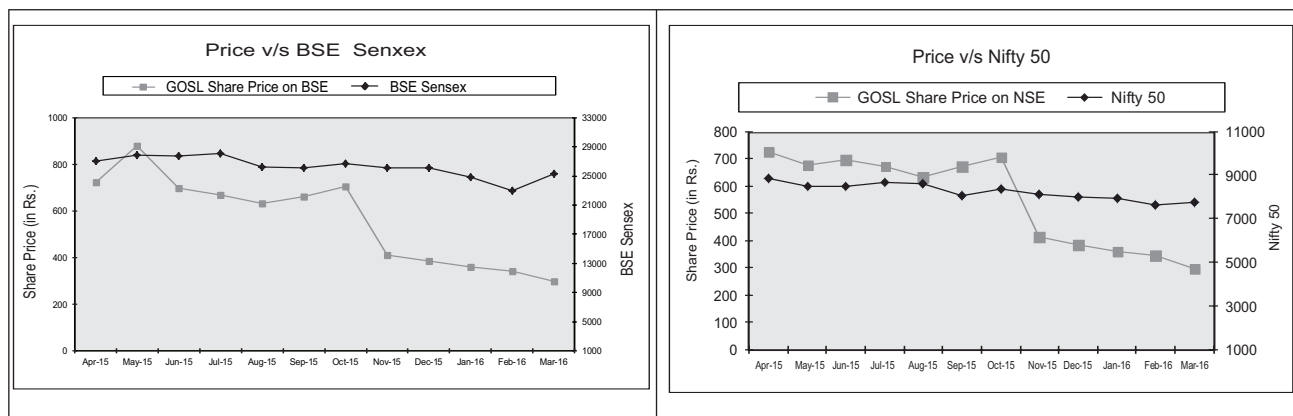 Price v/s BSE Senxex
GOSL Share Price on BSE
BSE Sensex
Share Price (in Rs.)
1000
800
600
400
200
0
33000
29000
25000
21000
17000
13000
9000
5000
1000
BSE Sensex
Apr-15 May-15 Jun-15 Jul-15 Aug-15 Sep-15 Oct-15 Nov-15 Dec-15 Jan-16 Feb-16 Mar-16
Price v/s Nifty 50
GOSL Share Price on NSE
Nifty 50
Share Price (in Rs.)
800
700
600
500
400
300
200
100
0
11000
9000
7000
5000
3000
1000
Nifty 50
Apr-15 May-15 Jun-15 Jul-15 Aug-15 Sep-15 Oct-15 Nov-15 Dec-15 Jan-16 Feb-16 Mar-16